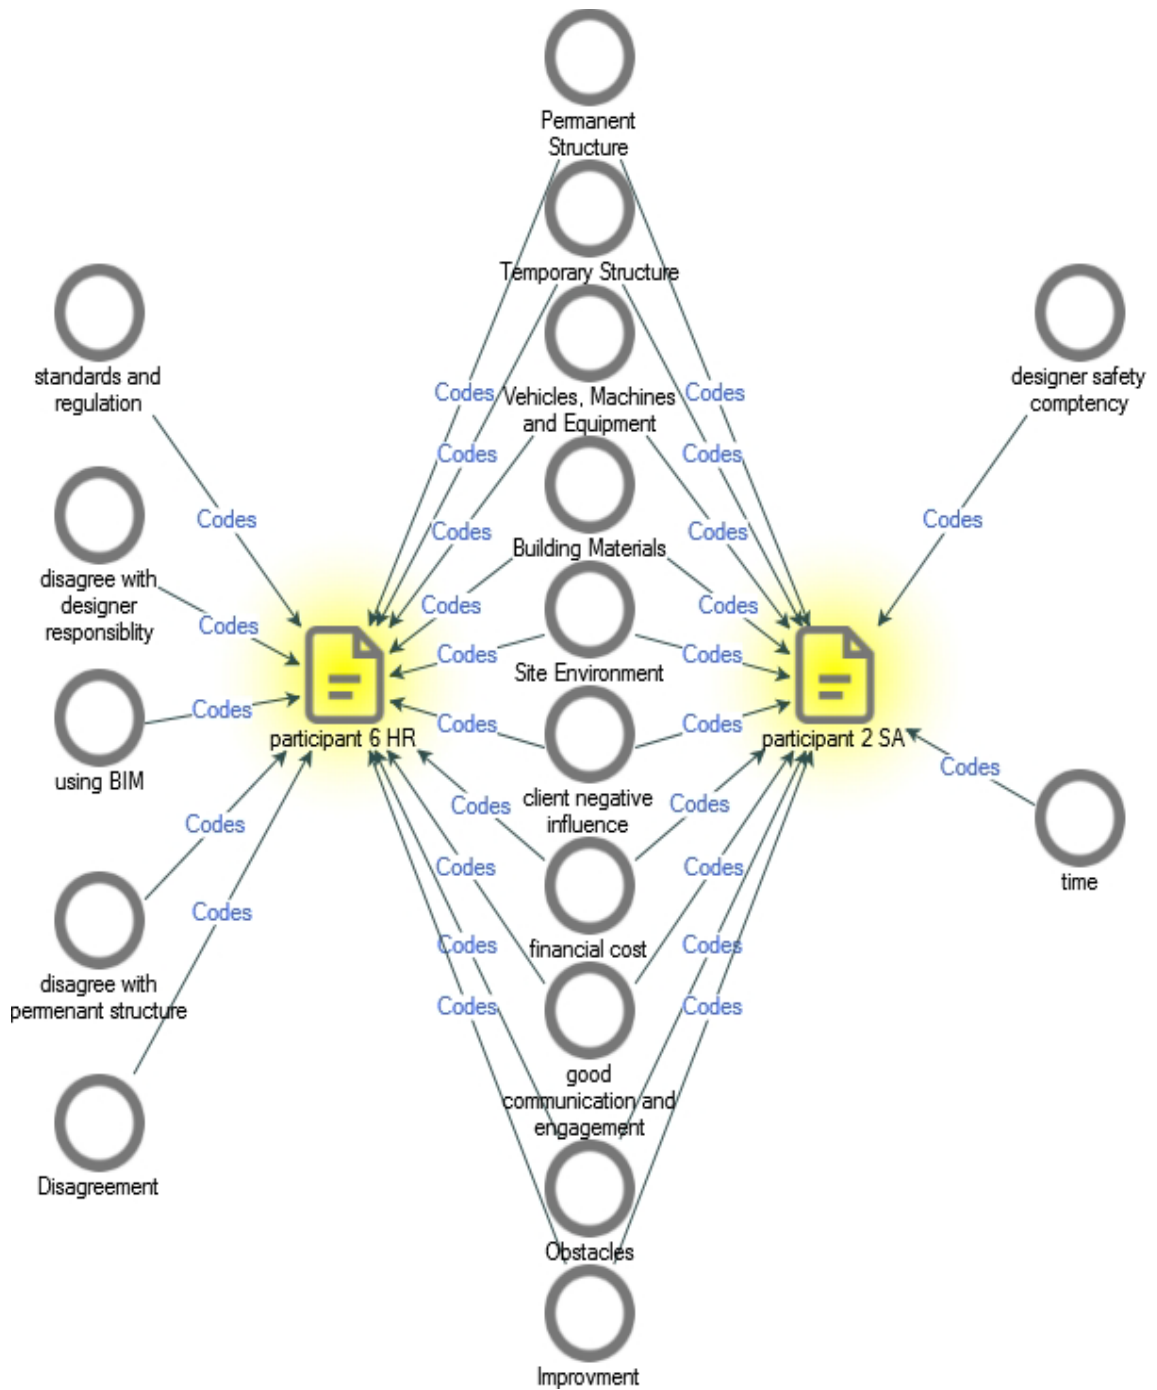 Permanent
Structure
Temporary Structure
standards and
regulation
designer safety
comptency
Codes
Codes
Vehicles, Machines
and Equipment
Codes
Codes
Codes
Codes
Codes
Codes
Codes
Building Materials
disagree with
designer
responsiblity
Codes
Codes
Codes
Codes
Codes
Site Environment
Codes
Codes
Codes
participant 6 HR
participant 2 SA
using BIM
Codes
client negative
influence
Codes
Codes
Codes
Codes
Codes
time
Codes
financial cost
Codes
Codes
disagree with
permenant structure
Codes
Codes
good
communication and
engagement
Disagreement
Obstacles
Improvment